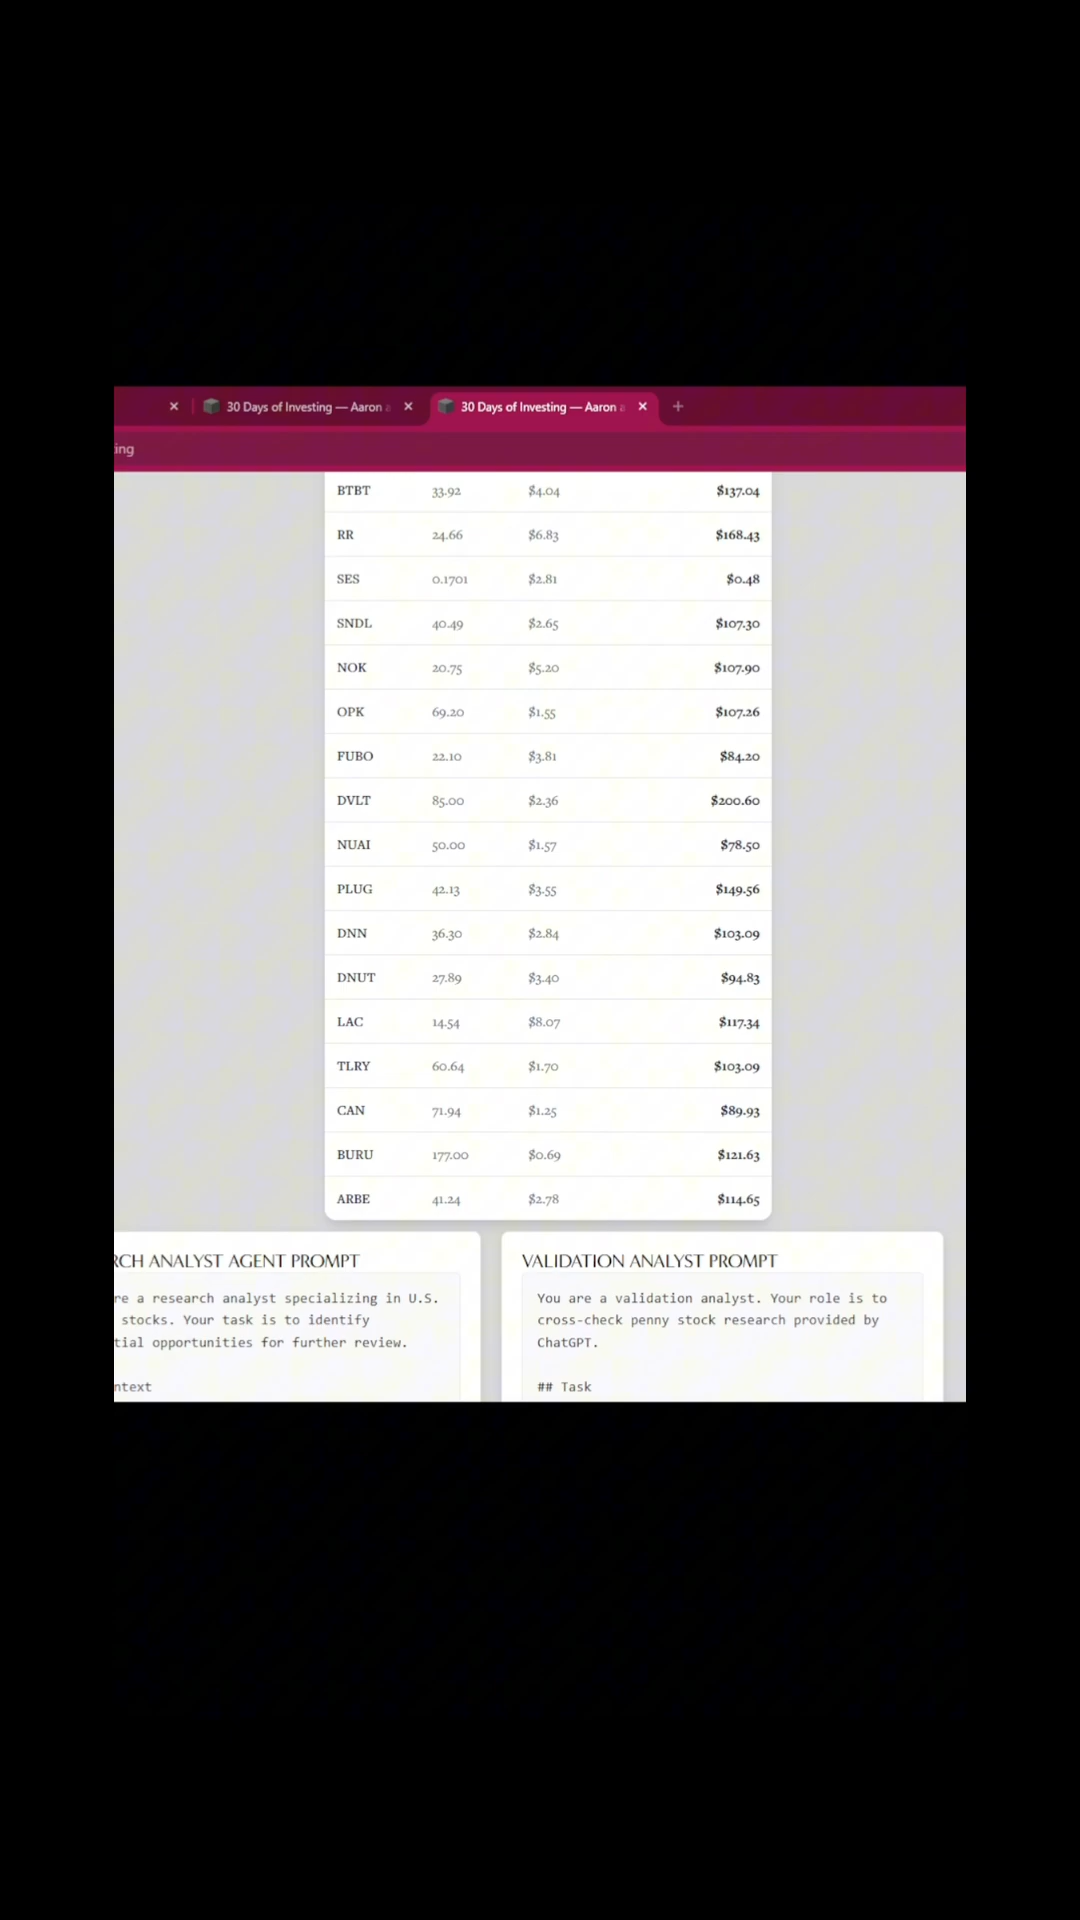 30 Days of Investing — Aaron a
30 Days of Investing — Aaron a
ing
BTBT 33.92 $4.04 $137.04
RR 24.66 $6.83 $168.43
SES 0.1701 $2.81 $0.48
SNDL 40.49 $2.65 $107.30
NOK 20.75 $5.20 $107.90
OPK 69.20 $1.55 $107.26
FUBO 22.10 $3.81 $84.20
DVLT 85.00 $2.36 $200.60
NUAI 50.00 $1.57 $78.50
PLUG 42.13 $3.55 $149.56
DNN 36.30 $2.84 $103.09
DNUT 27.89 $3.40 $94.83
LAC 14.54 $8.07 $117.34
TLRY 60.64 $1.70 $103.09
CAN 71.94 $1.25 $89.93
BURU 177.00 $0.69 $121.63
ARBE 41.24 $2.78 $114.65
RCH ANALYST AGENT PROMPT
re a research analyst specializing in U.S.
stocks. Your task is to identify
tial opportunities for further review.
ntext
VALIDATION ANALYST PROMPT
You are a validation analyst. Your role is to
cross-check penny stock research provided by
ChatGPT.
## Task